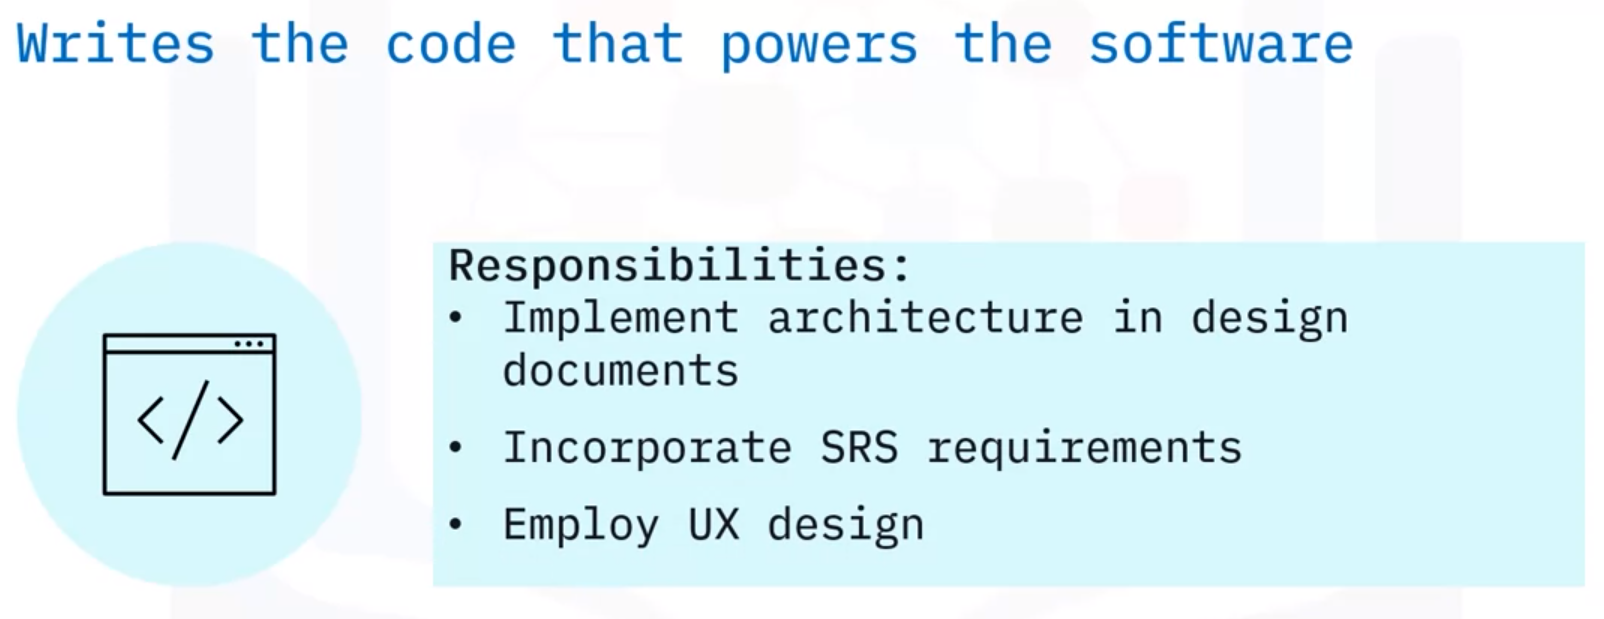 Writes the code that powers the software
</>
Responsibilities:
• Implement architecture in design
documents
• Incorporate SRS requirements
• Employ UX design